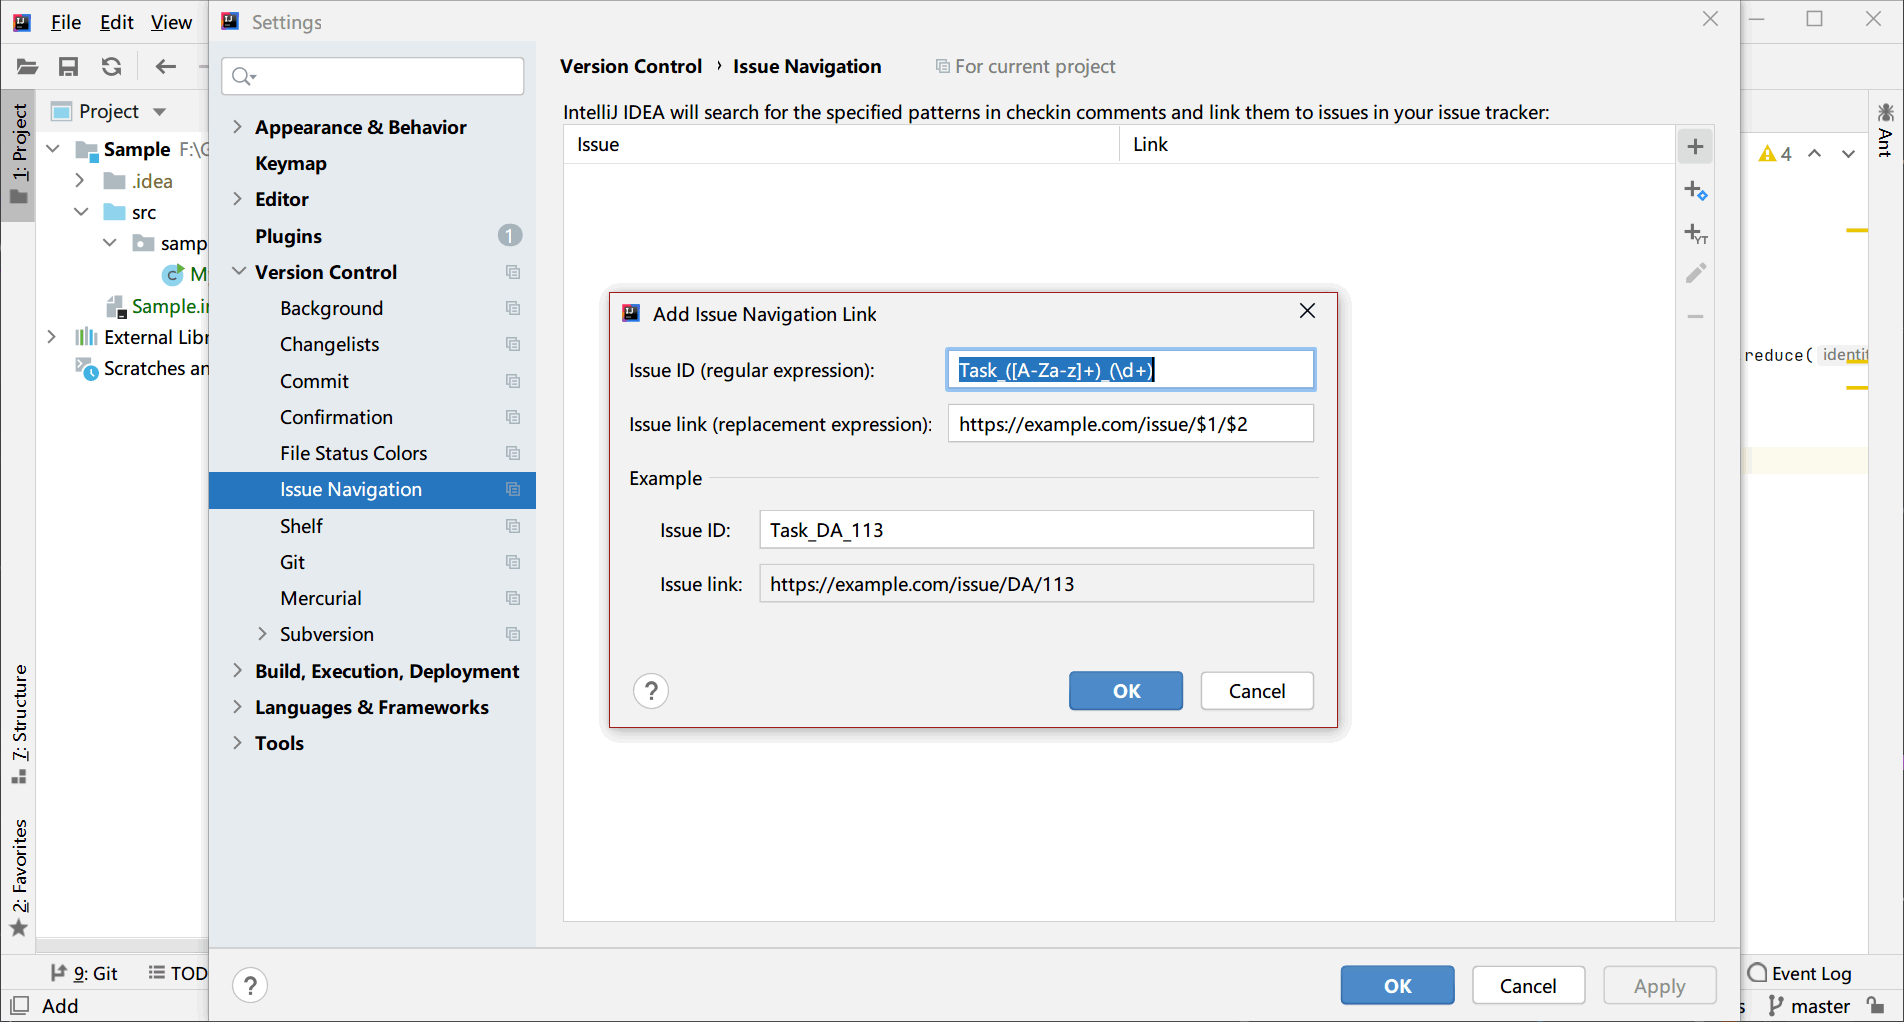 File Edit View
Settings
1: Project
Project
Sample F:\
.idea
src
samp
Sample.i
External Libr
Scratches an
7: Structure
2: Favorites
Appearance & Behavior
Keymap
Editor
Plugins 1
Version Control
Background
Changelists
Commit
Confirmation
File Status Colors
Issue Navigation
Shelf
Git
Mercurial
Subversion
Build, Execution, Deployment
Languages & Frameworks
Tools
Version Control › Issue Navigation For current project
IntelliJ IDEA will search for the specified patterns in checkin comments and link them to issues in your issue tracker:
Issue Link
Add Issue Navigation Link
Issue ID (regular expression): Task_([A-Za-z]+)_(\d+)
Issue link (replacement expression): https://example.com/issue/$1/$2
Example
Issue ID: Task_DA_113
Issue link: https://example.com/issue/DA/113
? OK Cancel
? OK Cancel Apply
4
Ant
reduce( identit
9: Git TOD
Event Log
Add
s master